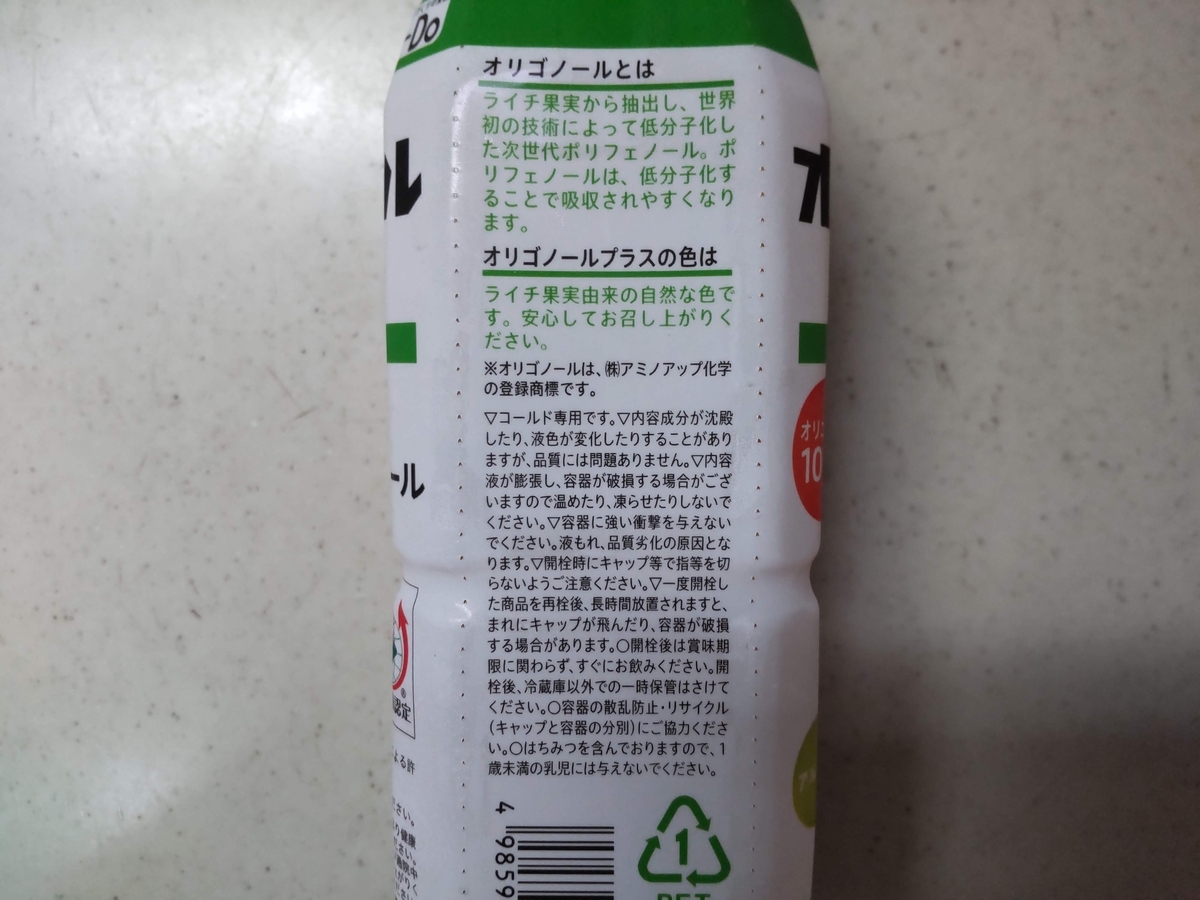 -Do
オリゴノールとは
ライチ果実から抽出し、世界
初の技術によって低分子化し
た次世代ポリフェノール。ポ
リフェノールは、低分子化す
ることで吸収されやすくなり
ます。
オリゴノールプラスの色は
ライチ果実由来の自然な色で
す。安心してお召し上がりく
ださい。
※オリゴノールは、㈱アミノアップ化学
の登録商標です。
▽コールド専用です。▽内容成分が沈殿
したり、液色が変化したりすることがあり
ますが、品質には問題ありません。▽内容
液が膨張し、容器が破損する場合がござ
いますので温めたり、凍らせたりしないで
ください。▽容器に強い衝撃を与えない
でください。液もれ、品質劣化の原因とな
ります。▽開栓時にキャップ等で指等を切
らないようご注意ください。▽一度開栓し
た商品を再栓後、長時間放置されますと、
まれにキャップが飛んだり、容器が破損
する場合があります。〇開栓後は賞味期
限に関わらず、すぐにお飲みください。開
栓後、冷蔵庫以外での一時保管はさけて
ください。〇容器の散乱防止・リサイクル
(キャップと容器の分別)にご協力くださ
い。〇はちみつを含んでおりますので、1
歳未満の乳児には与えないでください。
4 9859
1
PET
ル
ール
認定
よる許
オ
オリゴ
10